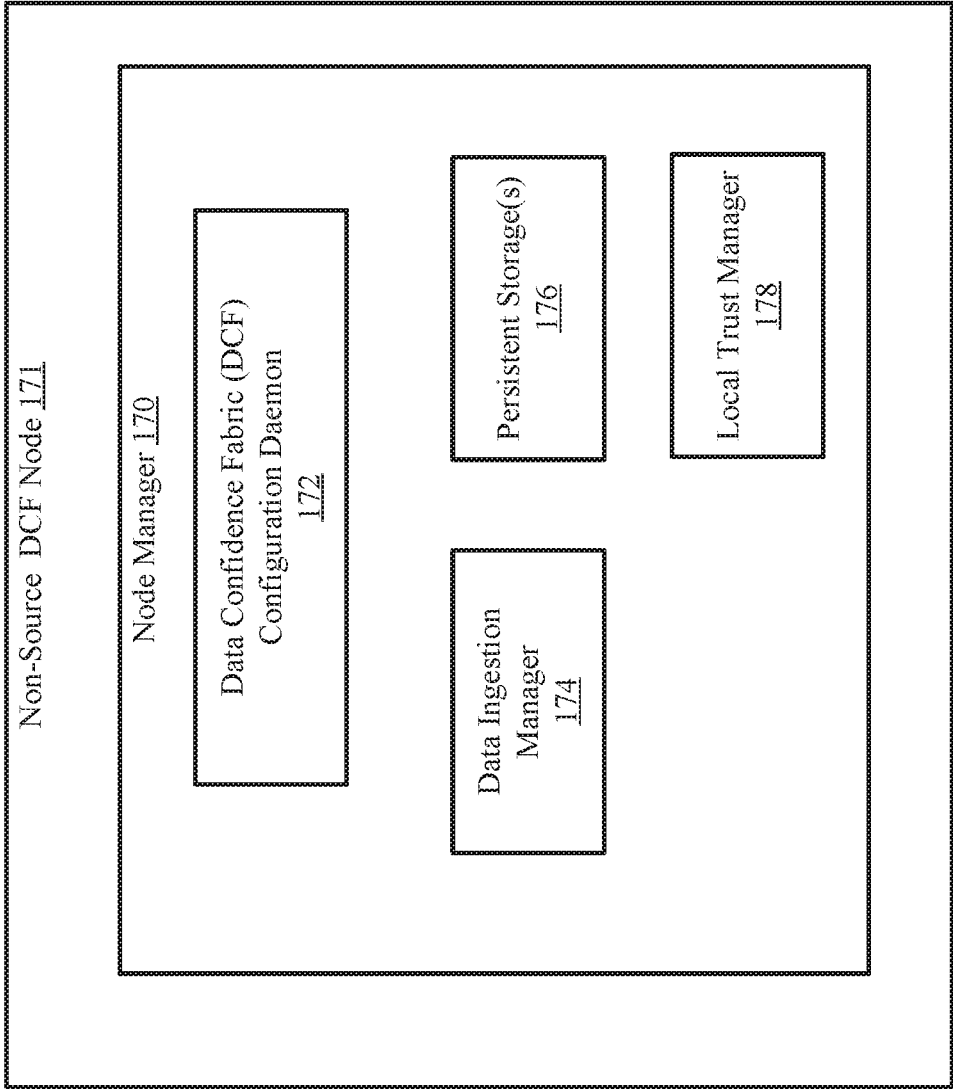 Non-Source DCF Node 171
Node Manager 170
Data Confidence Fabric (DCF)
Configuration Daemon
172
Data Ingestion
Manager
174
Persistent Storage(s)
176
Local Trust Manager
178